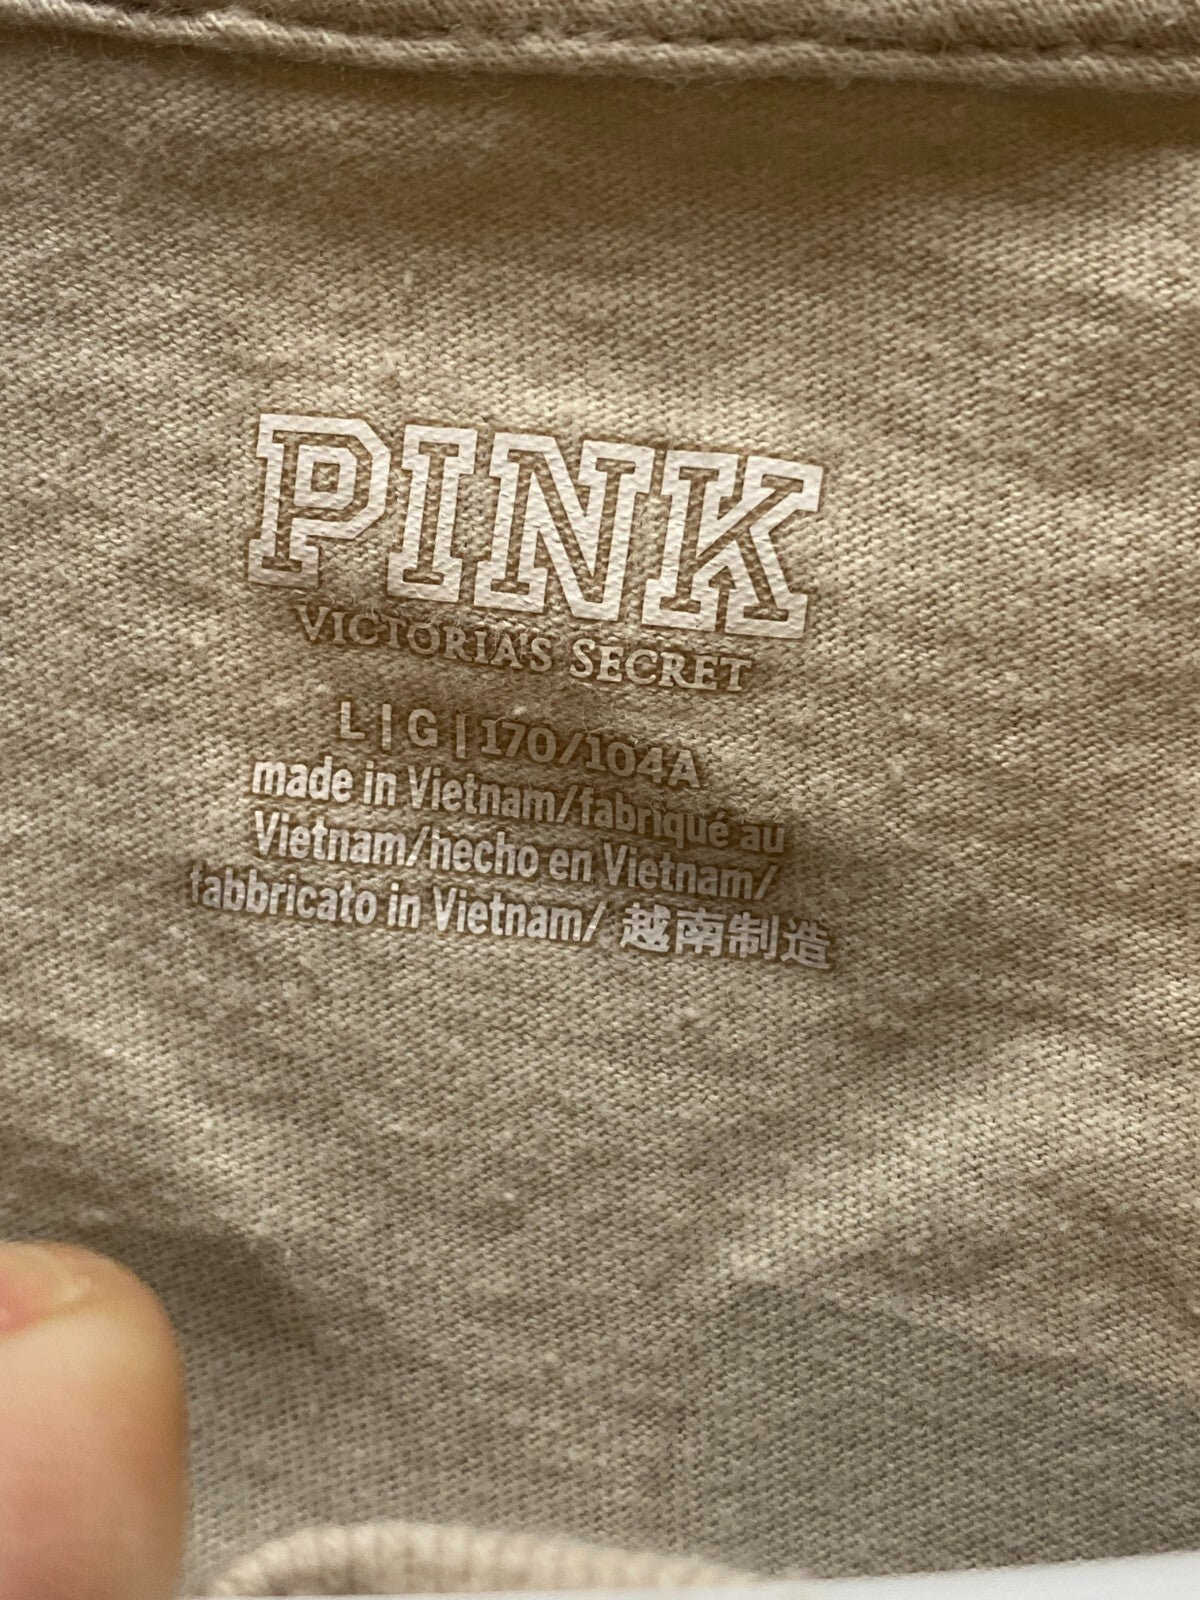 PINK
VICTORIA'S SECRET
L | G | 170/104A
made in Vietnam/fabriqué au
Vietnam/hecho en Vietnam/
fabbricato in Vietnam/ 越南制造